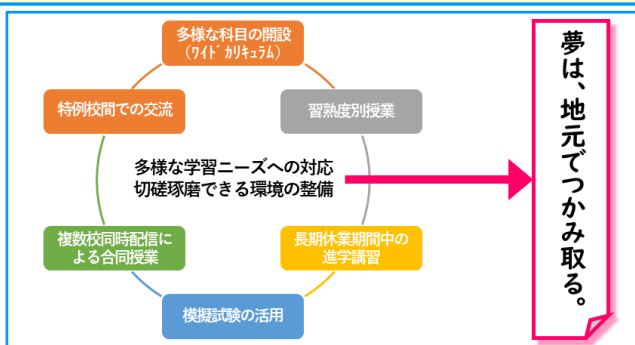 多様な科目の開設
(ﾜｲﾄﾞｶﾘｷｭﾗﾑ)
特例校間での交流
習熟度別授業
多様な学習ニーズへの対応
切磋琢磨できる環境の整備
複数校同時配信に
よる合同授業
長期休業期間中の
進学講習
模擬試験の活用
夢は、地元でつかみ取る。